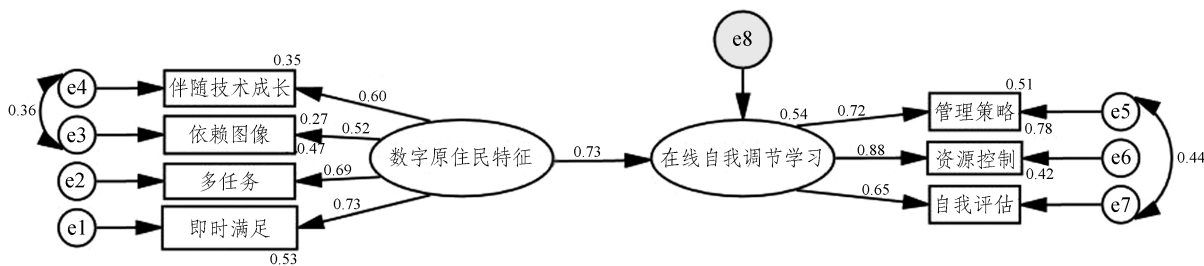 e8
0.35
0.51
e4
伴随技术成长
0.60
0.54
0.72
管理策略
e5
0.36
0.27
0.78
e3
依赖图像
0.52
0.47
数字原住民特征
0.73
在线自我调节学习
0.88
资源控制
e6
0.44
0.42
e2
多任务
0.69
0.65
自我评估
e7
e1
即时满足
0.73
0.53